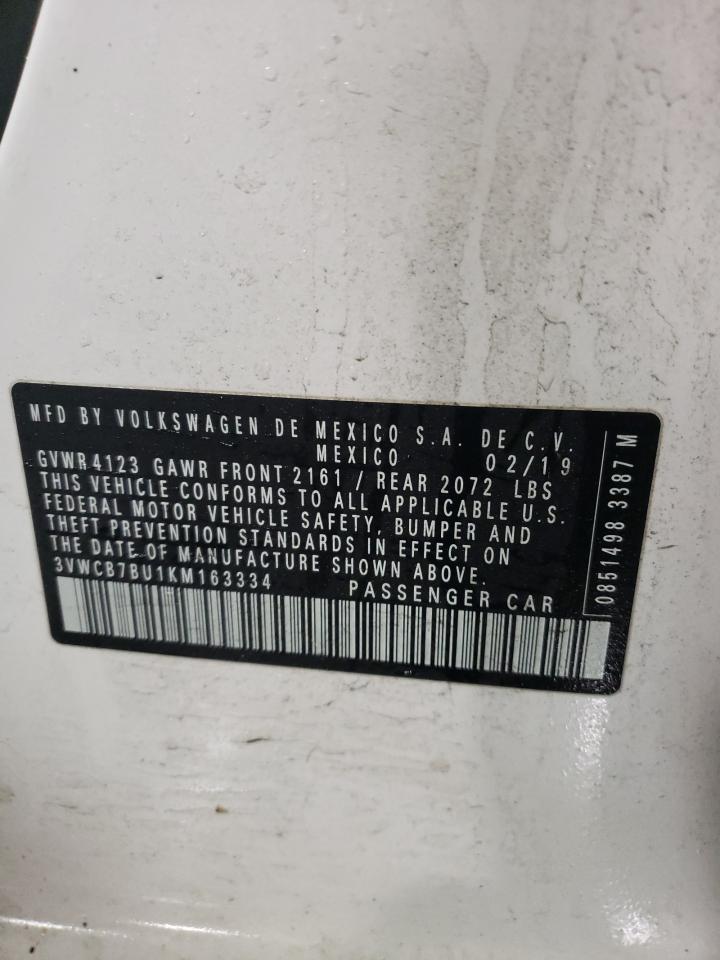 MFD BY VOLKSWAGEN DE MEXICO S.A. DE C.V.
MEXICO 02/19
GVWR 4123 GAWR FRONT 2161 / REAR 2072 LBS
THIS VEHICLE CONFORMS TO ALL APPLICABLE U.S.
FEDERAL MOTOR VEHICLE SAFETY, BUMPER AND
THEFT PREVENTION STANDARDS IN EFFECT ON
THE DATE OF MANUFACTURE SHOWN ABOVE.
3VWCB7BU1KM163334 PASSENGER CAR
0851498 3387 M